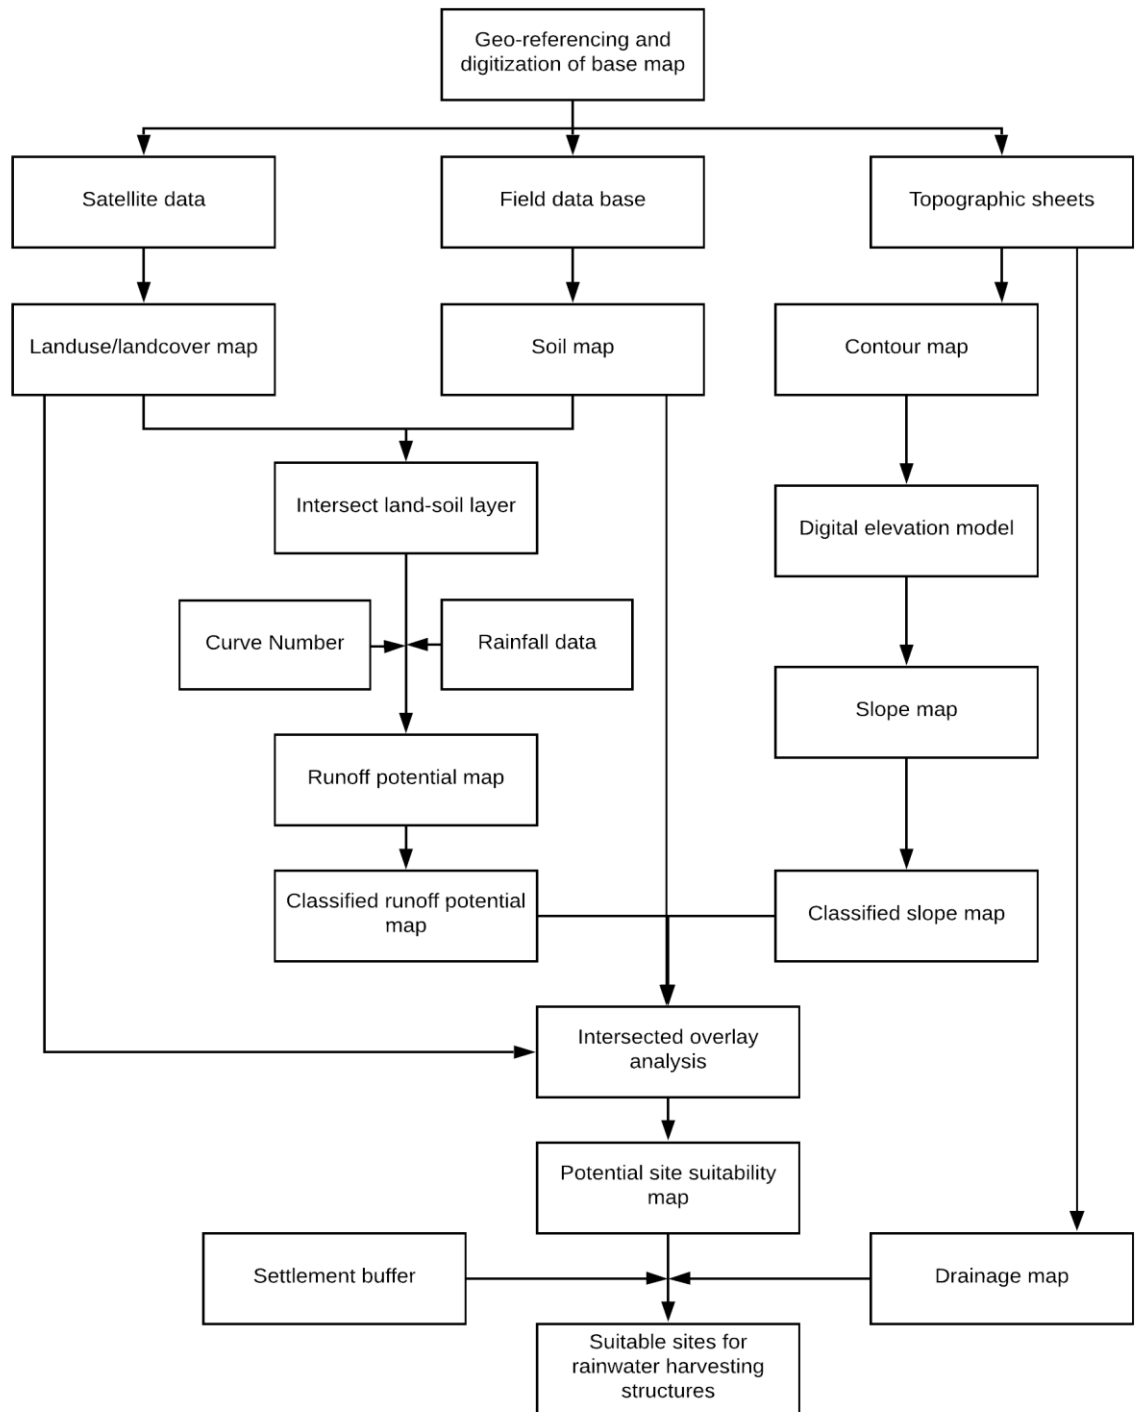 Geo-referencing and
digitization of base map
Satellite data
Field data base
Topographic sheets
Landuse/landcover map
Soil map
Contour map
Intersect land-soil layer
Digital elevation model
Curve Number
Rainfall data
Slope map
Runoff potential map
Classified runoff potential
map
Classified slope map
Intersected overlay
analysis
Potential site suitability
map
Settlement buffer
Drainage map
Suitable sites for
rainwater harvesting
structures